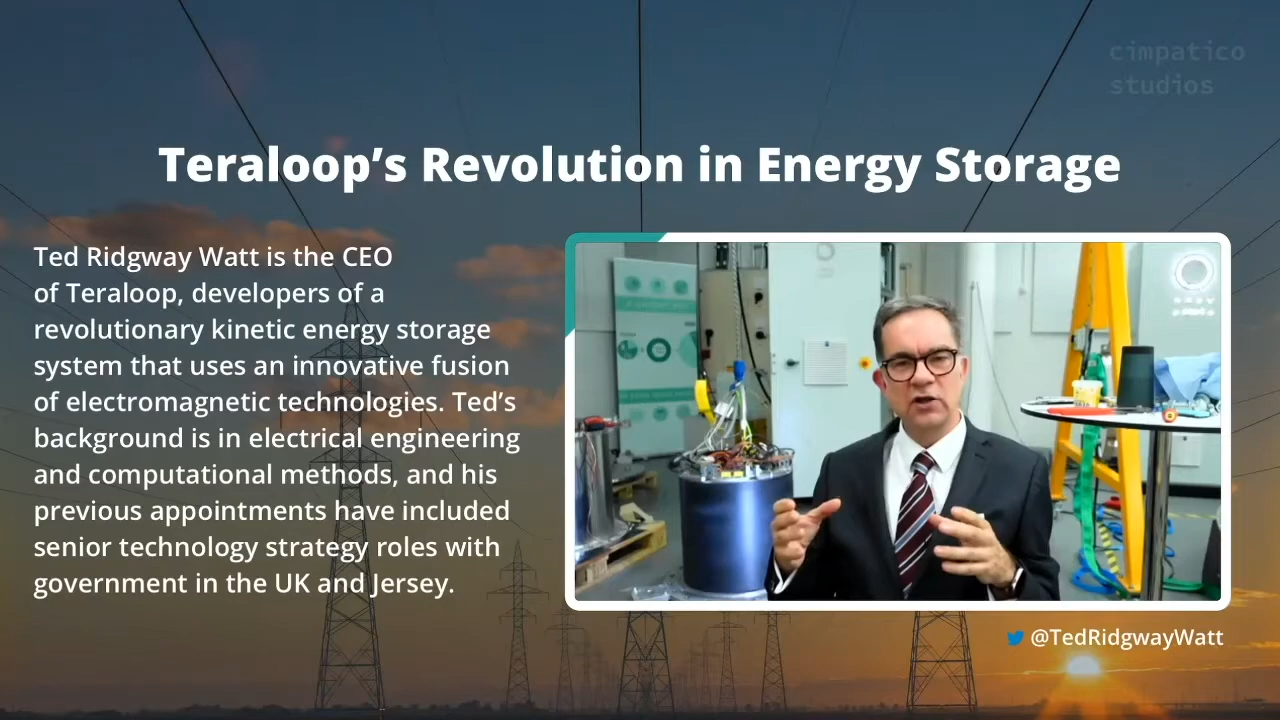 cimpatico
studios
Teraloop’s Revolution in Energy Storage
Ted Ridgway Watt is the CEO
of Teraloop, developers of a
revolutionary kinetic energy storage
system that uses an innovative fusion
of electromagnetic technologies. Ted’s
background is in electrical engineering
and computational methods, and his
previous appointments have included
senior technology strategy roles with
government in the UK and Jersey.
@TedRidgwayWatt